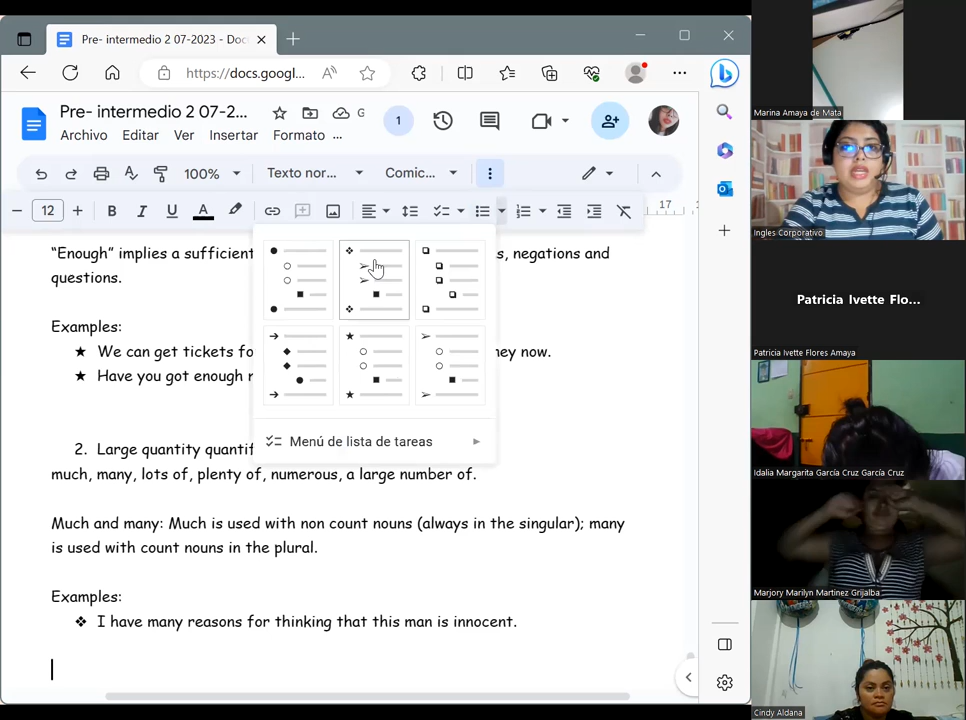 Pre- intermedio 2 07-2023 - Doc
https://docs.googl...
Pre- intermedio 2 07-2...
G
Archivo Editar Ver Insertar Formato ...
1
100% Texto nor... Comic...
12
17
"Enough" implies a sufficient
s, negations and
questions.
Examples:
★ We can get tickets fo
ney now.
★ Have you got enough r
2. Large quantity quantif
much, many, lots of, plenty of, numerous, a large number of.
Much and many: Much is used with non count nouns (always in the singular); many
is used with count nouns in the plural.
Examples:
❖ I have many reasons for thinking that this man is innocent.
Menú de lista de tareas
Marina Amaya de Mata
Ingles Corporativo
Patricia Ivette Flo...
Patricia Ivette Flores Amaya
Idalia Margarita García Cruz García Cruz
Marjory Marilyn Martinez Grijalba
Cindy Aldana